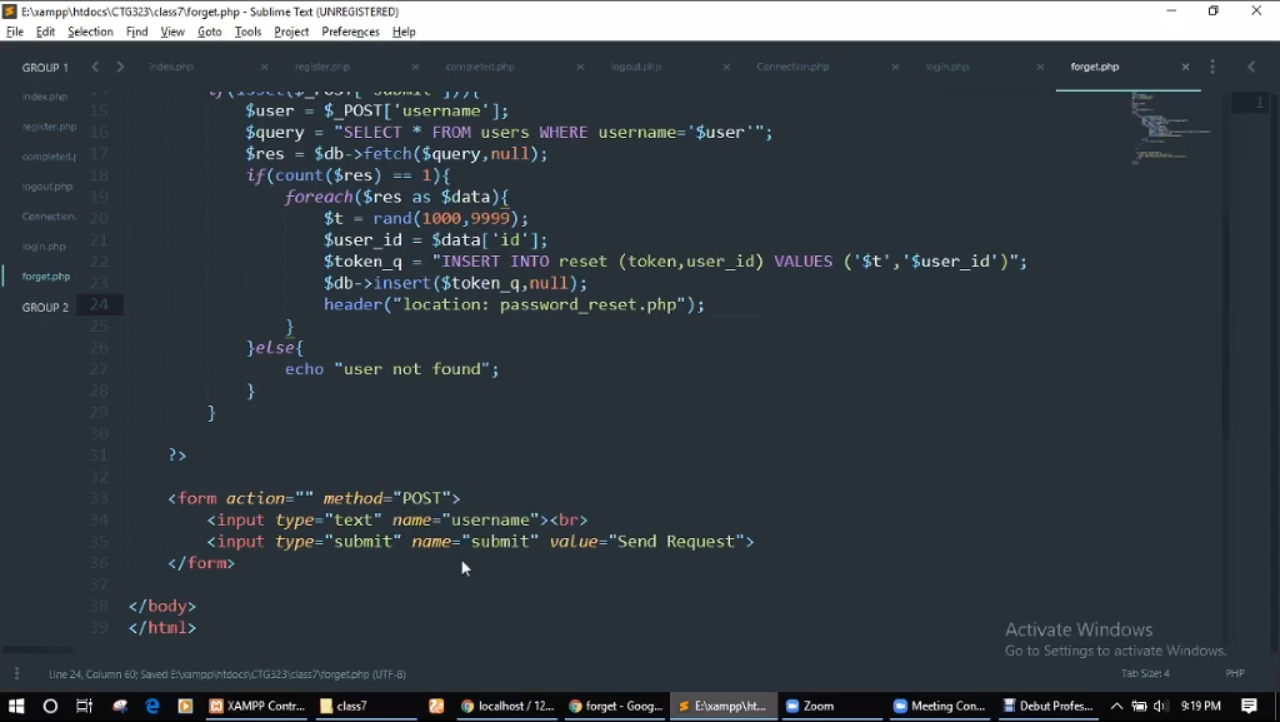 E:\xampp\htdocs\CTG323\class7\forget.php - Sublime Text (UNREGISTERED)
File Edit Selection Find View Goto Tools Project Preferences Help
GROUP 1
index.php register.php completed.php logout.php Connection.php login.php forget.php
index.php
register.php
completed.p
logout.php
Connection.
login.php
forget.php
GROUP 2
14 if(isset($_POST['submit'])){
15 $user = $_POST['username'];
16 $query = "SELECT * FROM users WHERE username='$user'";
17 $res = $db->fetch($query,null);
18 if(count($res) == 1){
19 foreach($res as $data){
20 $t = rand(1000,9999);
21 $user_id = $data['id'];
22 $token_q = "INSERT INTO reset (token,user_id) VALUES ('$t','$user_id')";
23 $db->insert($token_q,null);
24 header("location: password_reset.php");
25 }
26 }else{
27 echo "user not found";
28 }
29 }
30
31 ?>
32
33 <form action="" method="POST">
34 <input type="text" name="username"><br>
35 <input type="submit" name="submit" value="Send Request">
36 </form>
37
38 </body>
39 </html>
1
Activate Windows
Go to Settings to activate Windows.
Line 24, Column 60; Saved E:\xampp\htdocs\CTG323\class7\forget.php (UTF-8)
Tab Size: 4
PHP
XAMPP Contr... class7 localhost / 12... forget - Goog... E:\xampp\ht... Zoom Meeting Con... Debut Profes... 9:19 PM